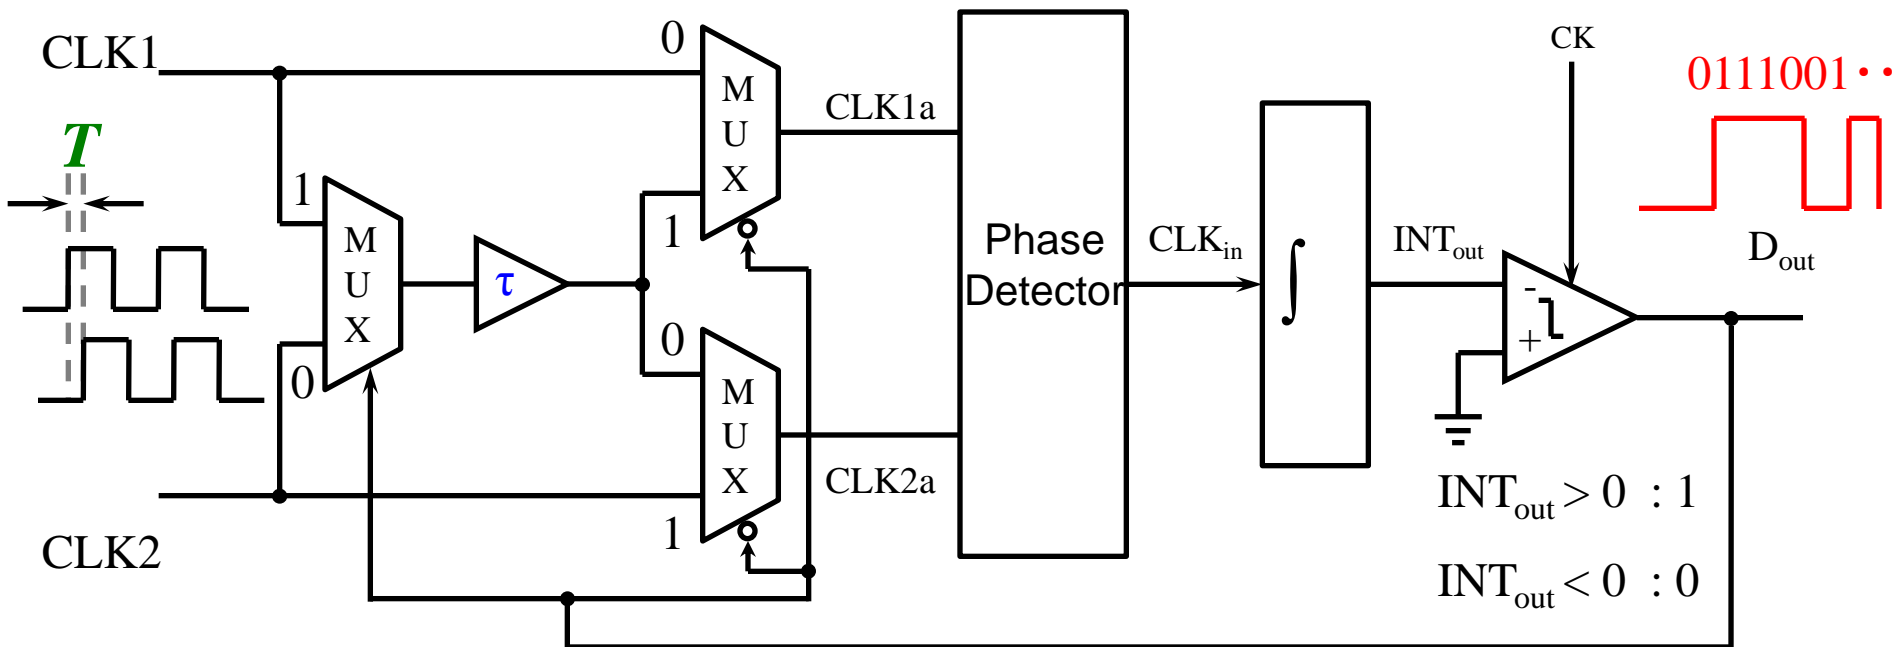 CLK1
0
M
U
X
1
CLK1a
CK
0111001··
T
1
M
U
X
0
τ
Phase
Detector
CLKin
∫
INTout
-
+
Dout
0
M
U
X
1
CLK2a
CLK2
INTout > 0 : 1
INTout < 0 : 0